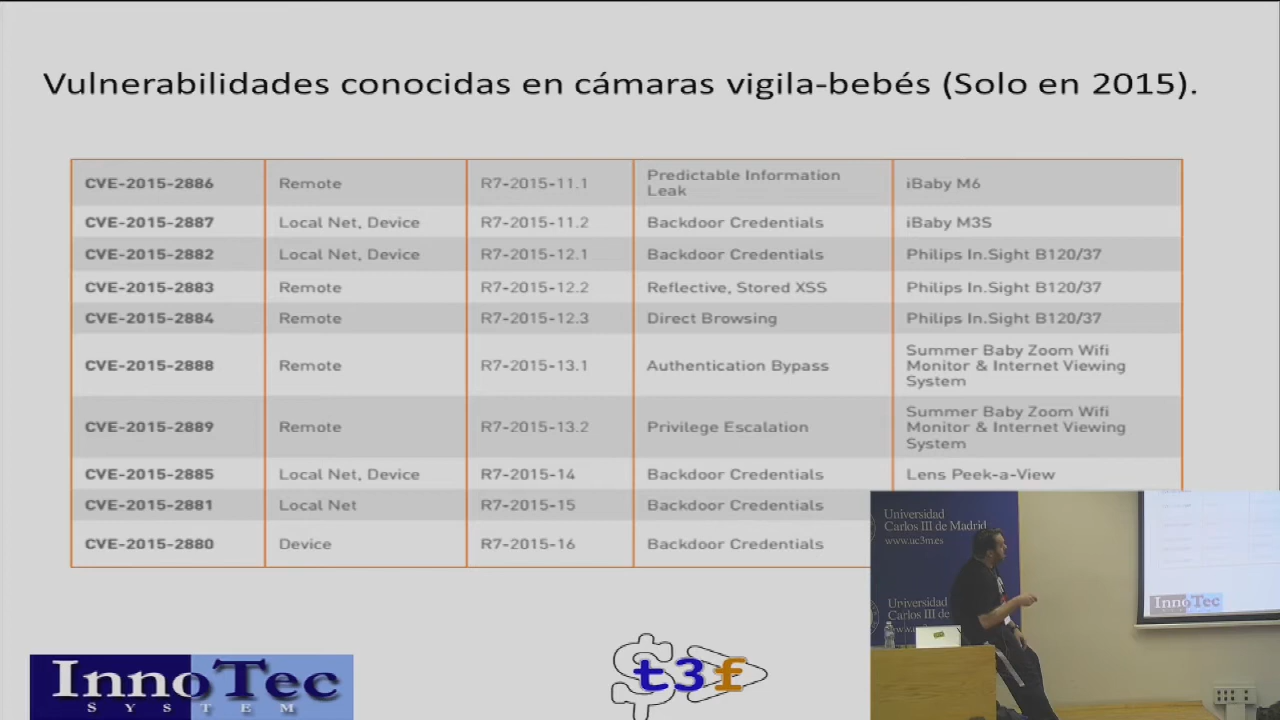 Vulnerabilidades conocidas en cámaras vigila-bebés (Solo en 2015).
CVE-2015-2886 Remote R7-2015-11.1 Predictable Information Leak iBaby M6
CVE-2015-2887 Local Net, Device R7-2015-11.2 Backdoor Credentials iBaby M3S
CVE-2015-2882 Local Net, Device R7-2015-12.1 Backdoor Credentials Philips In.Sight B120/37
CVE-2015-2883 Remote R7-2015-12.2 Reflective, Stored XSS Philips In.Sight B120/37
CVE-2015-2884 Remote R7-2015-12.3 Direct Browsing Philips In.Sight B120/37
CVE-2015-2888 Remote R7-2015-13.1 Authentication Bypass Summer Baby Zoom Wifi Monitor & Internet Viewing System
CVE-2015-2889 Remote R7-2015-13.2 Privilege Escalation Summer Baby Zoom Wifi Monitor & Internet Viewing System
CVE-2015-2885 Local Net, Device R7-2015-14 Backdoor Credentials Lens Peek-a-View
CVE-2015-2881 Local Net R7-2015-15 Backdoor Credentials
CVE-2015-2880 Device R7-2015-16 Backdoor Credentials
Universidad
Carlos III de Madrid
www.uc3m.es
Universidad
Carlos III de
InnoTec
InnoTec
SYSTEM
t3f